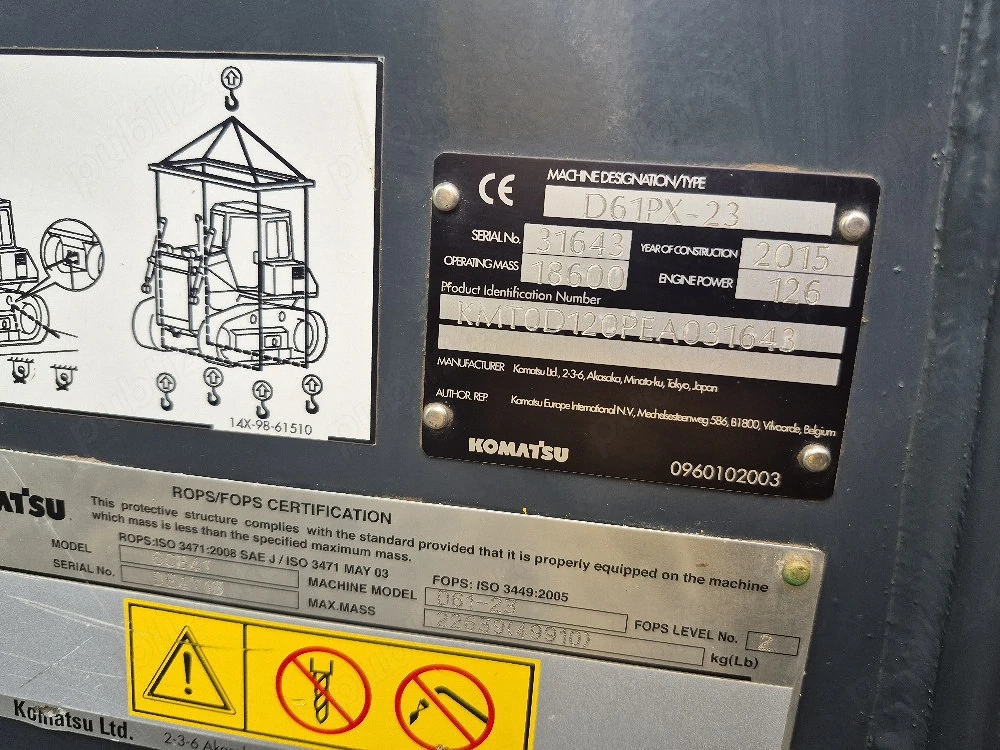 14X-98-61510
CE
MACHINE DESIGNATION/TYPE
D61PX-23
SERIAL No. 31643 YEAR OF CONSTRUCTION 2015
OPERATING MASS 18600 ENGINE POWER 126
Product Identification Number
KMT0D120PEA031643
MANUFACTURER Komatsu Ltd., 2-3-6, Akasaka, Minato-ku, Tokyo, Japan
AUTHOR. REP. Komatsu Europe International N.V., Mechelsesteenweg 586, B1800, Vilvoorde, Belgium
KOMATSU 0960102003
ATSU
ROPS/FOPS CERTIFICATION
This protective structure complies with the standard provided that it is properly equipped on the machine
which mass is less than the specified maximum mass.
ROPS:ISO 3471:2008 SAE J / ISO 3471 MAY 03 FOPS: ISO 3449:2005
MODEL MACHINE MODEL D61-23 FOPS LEVEL No. 2
SERIAL No. MAX.MASS kg(Lb)
Komatsu Ltd. 2-3-6